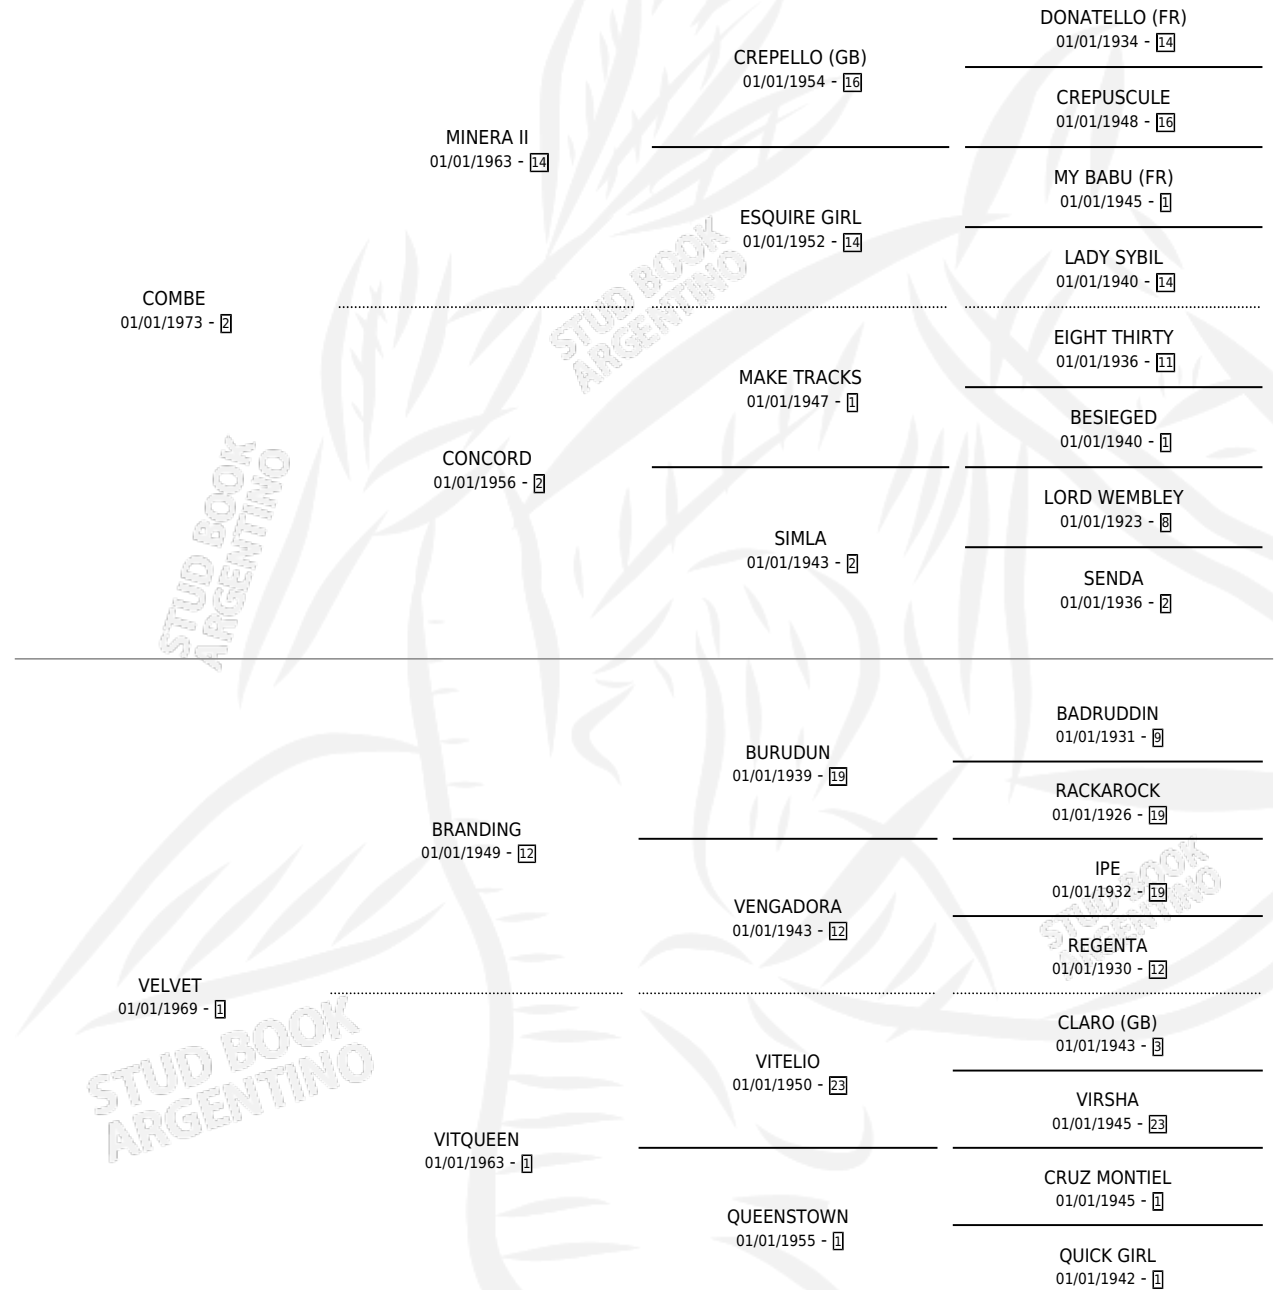 COMBE
01/01/1973 - 2
MINERA II
01/01/1963 - 14
CREPELLO (GB)
01/01/1954 - 16
DONATELLO (FR)
01/01/1934 - 14
CREPUSCULE
01/01/1948 - 16
ESQUIRE GIRL
01/01/1952 - 14
MY BABU (FR)
01/01/1945 - 1
LADY SYBIL
01/01/1940 - 14
CONCORD
01/01/1956 - 2
MAKE TRACKS
01/01/1947 - 1
EIGHT THIRTY
01/01/1936 - 11
BESIEGED
01/01/1940 - 1
SIMLA
01/01/1943 - 2
LORD WEMBLEY
01/01/1923 - 8
SENDA
01/01/1936 - 2
VELVET
01/01/1969 - 1
BRANDING
01/01/1949 - 12
BURUDUN
01/01/1939 - 19
BADRUDDIN
01/01/1931 - 9
RACKAROCK
01/01/1926 - 19
VENGADORA
01/01/1943 - 12
IPE
01/01/1932 - 19
REGENTA
01/01/1930 - 12
VITQUEEN
01/01/1963 - 1
VITELIO
01/01/1950 - 23
CLARO (GB)
01/01/1943 - 3
VIRSHA
01/01/1945 - 23
QUEENSTOWN
01/01/1955 - 1
CRUZ MONTIEL
01/01/1945 - 1
QUICK GIRL
01/01/1942 - 1
STUD BOOK
ARGENTINO
STUD BOOK
ARGENTINO
STUD BOOK
ARGENTINO
STUD BOOK
ARGENTINO